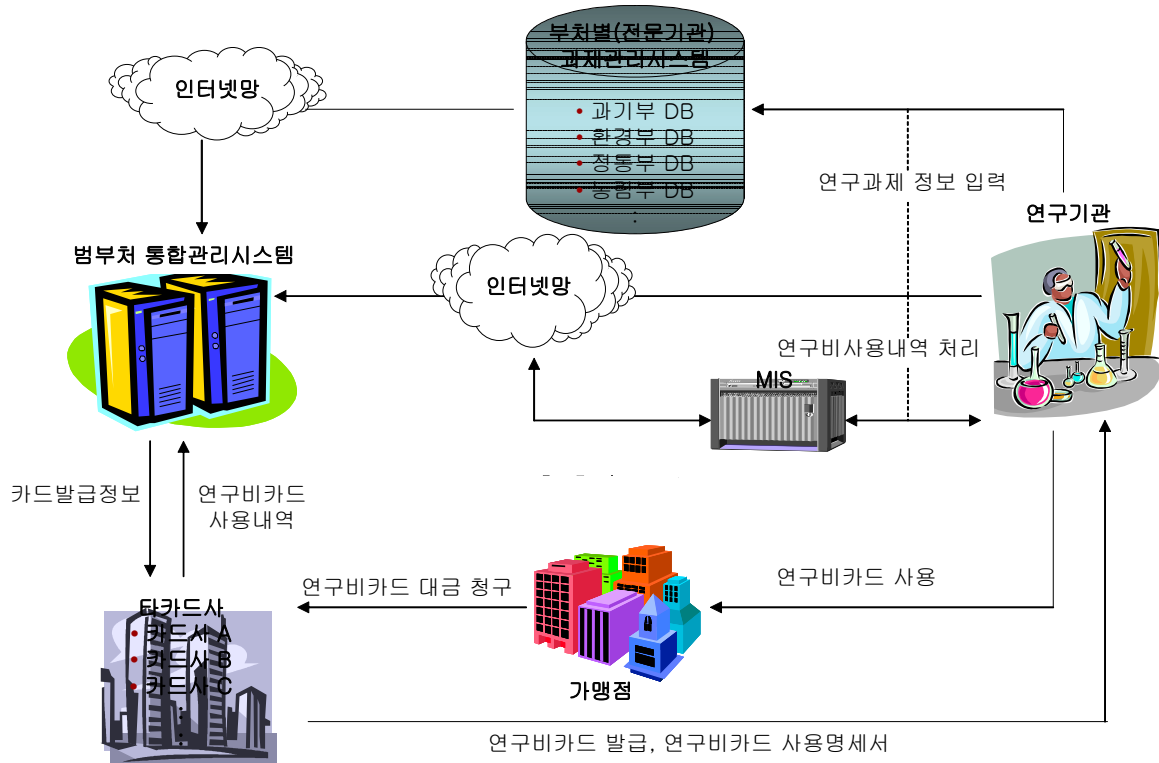 부처별(전문기관)
과제관리시스템
• 과기부 DB
• 환경부 DB
• 정통부 DB
• 농림부 DB
:
인터넷망
연구과제 정보 입력
연구기관
범부처 통합관리시스템
인터넷망
연구비사용내역 처리
MIS
카드발급정보
연구비카드
사용내역
연구비카드 대금 청구
연구비카드 사용
타카드사
• 카드사 A
• 카드사 B
• 카드사 C
:
가맹점
연구비카드 발급, 연구비카드 사용명세서